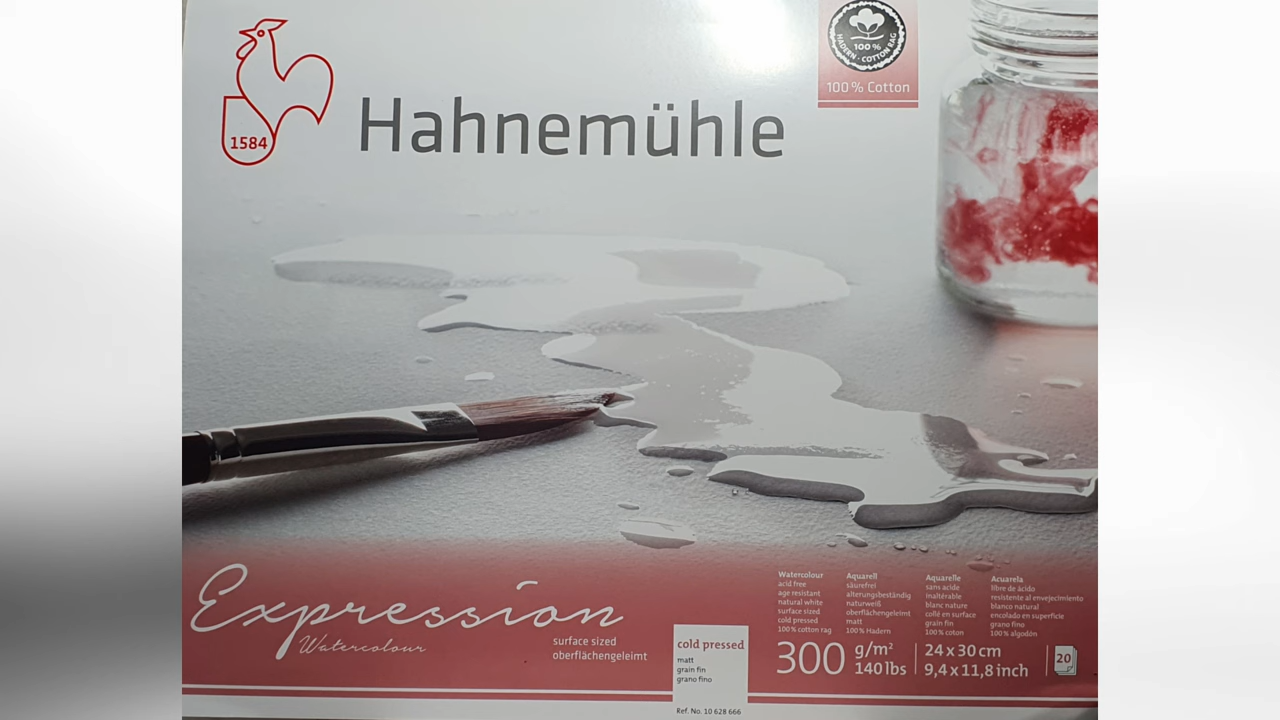 1584
Hahnemühle
HADERN · COTTON RAG
100 %
100 % Cotton
Expression
Watercolour
surface sized
oberflächengeleimt
cold pressed
matt
grain fin
grano fino
Ref. No. 10 628 666
Watercolour
acid free
age resistant
natural white
surface sized
cold pressed
100 % cotton rag
Aquarell
säurefrei
alterungsbeständig
naturweiß
oberflächengeleimt
matt
100 % Hadern
Aquarelle
sans acide
inaltérable
blanc nature
collé en surface
grain fin
100 % coton
Acuarela
libre de ácido
resistente al envejecimiento
blanco natural
encolado en superficie
grano fino
100 % algodón
300 g/m²
140 lbs
24 x 30 cm
9,4 x 11,8 inch
20